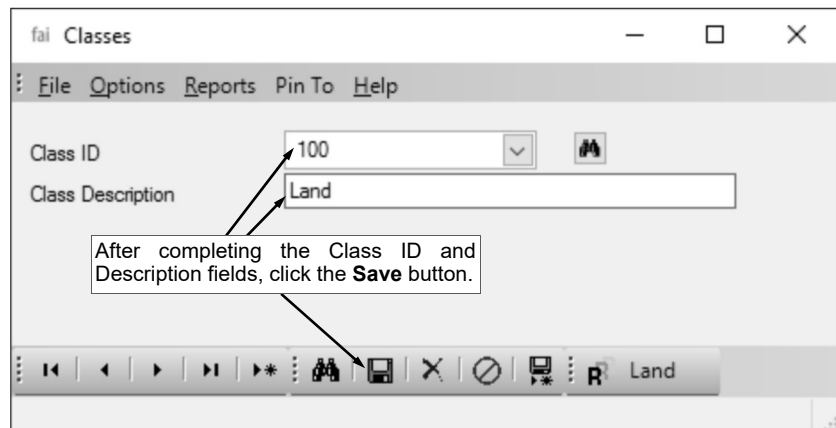 fai Classes
File Options Reports Pin To Help
Class ID 100
Class Description Land
After completing the Class ID and
Description fields, click the Save button.
R Land